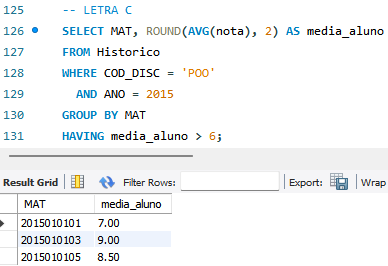 125 -- LETRA C
126 SELECT MAT, ROUND(AVG(nota), 2) AS media_aluno
127 FROM Historico
128 WHERE COD_DISC = 'POO'
129 AND ANO = 2015
130 GROUP BY MAT
131 HAVING media_aluno > 6;
Result Grid Filter Rows: Export: Wrap
MAT media_aluno
2015010101 7.00
2015010103 9.00
2015010105 8.50